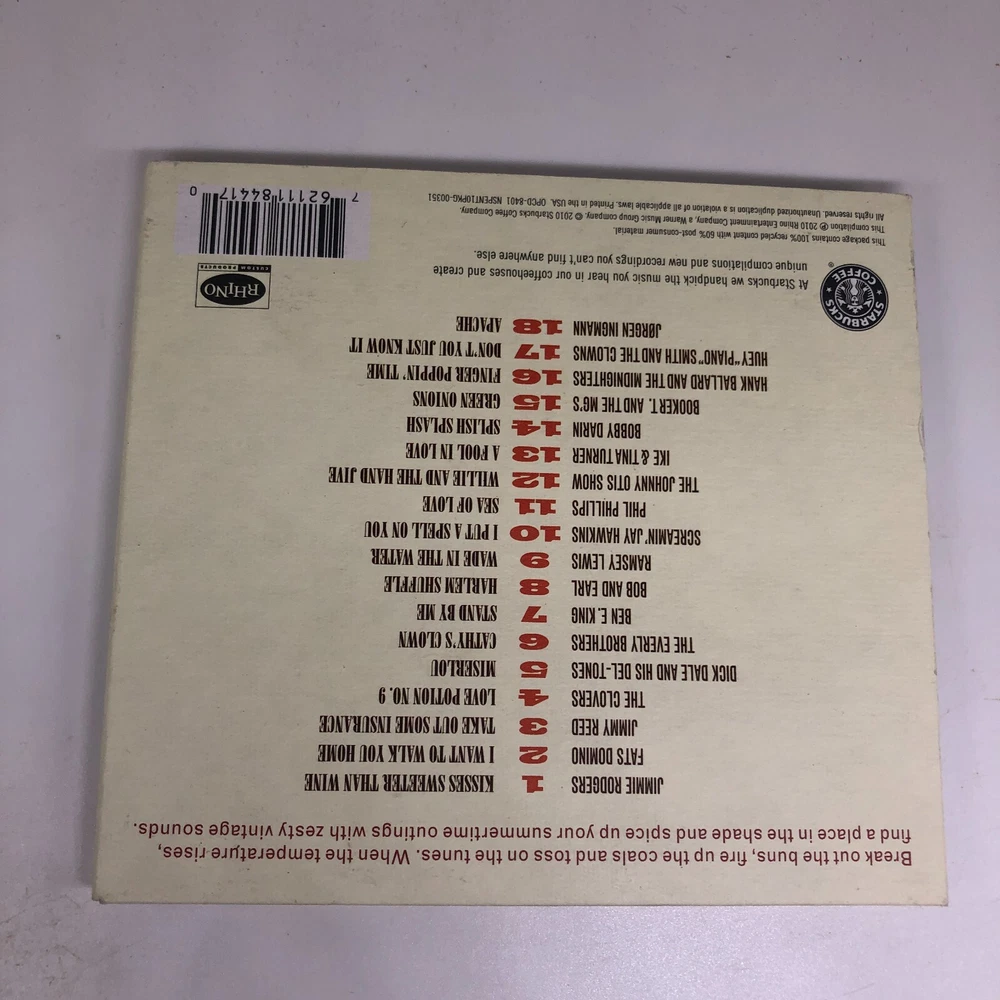 Break out the buns, fire up the coals and toss on the tunes. When the temperature rises,
find a place in the shade and spice up your summertime outings with zesty vintage sounds.
JIMMIE RODGERS 1 KISSES SWEETER THAN WINE
FATS DOMINO 2 I WANT TO WALK YOU HOME
JIMMY REED 3 TAKE OUT SOME INSURANCE
THE CLOVERS 4 LOVE POTION NO. 9
DICK DALE AND HIS DEL-TONES 5 MISERLOU
THE EVERLY BROTHERS 6 CATHY'S CLOWN
BEN E. KING 7 STAND BY ME
BOB AND EARL 8 HARLEM SHUFFLE
RAMSEY LEWIS 9 WADE IN THE WATER
SCREAMIN' JAY HAWKINS 10 I PUT A SPELL ON YOU
PHIL PHILLIPS 11 SEA OF LOVE
THE JOHNNY OTIS SHOW 12 WILLIE AND THE HAND JIVE
IKE & TINA TURNER 13 A FOOL IN LOVE
BOBBY DARIN 14 SPLISH SPLASH
BOOKER T. AND THE MG'S 15 GREEN ONIONS
HANK BALLARD AND THE MIDNIGHTERS 16 FINGER POPPIN' TIME
HUEY "PIANO" SMITH AND THE CLOWNS 17 DON'T YOU JUST KNOW IT
JØRGEN INGMANN 18 APACHE
STARBUCKS COFFEE ®
At Starbucks we handpick the music you hear in our coffeehouses and create
unique compilations and new recordings you can't find anywhere else.
This package contains 100% recycled content with 60% post-consumer material.
This compilation ℗ 2010 Rhino Entertainment Company, a Warner Music Group company. © 2010 Starbucks Coffee Company.
All rights reserved. Unauthorized duplication is a violation of all applicable laws. Printed in the USA. OPCD-8401 NSPENT10PKG-00351
RHINO
CUSTOM PRODUCTS
7 62111 84417 0